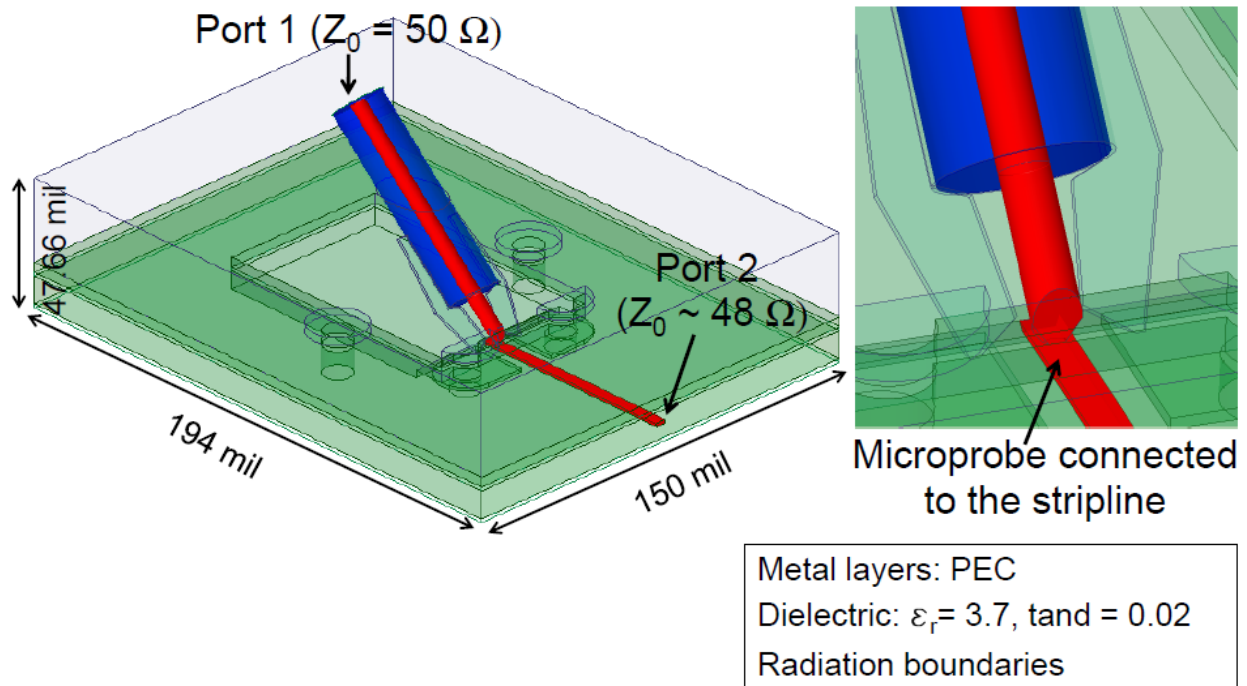 Port 1 (Z₀ = 50 Ω)
47.66 mil
Port 2
(Z₀ ~ 48 Ω)
194 mil
150 mil
Microprobe connected
to the stripline
Metal layers: PEC
Dielectric: εᵣ= 3.7, tand = 0.02
Radiation boundaries